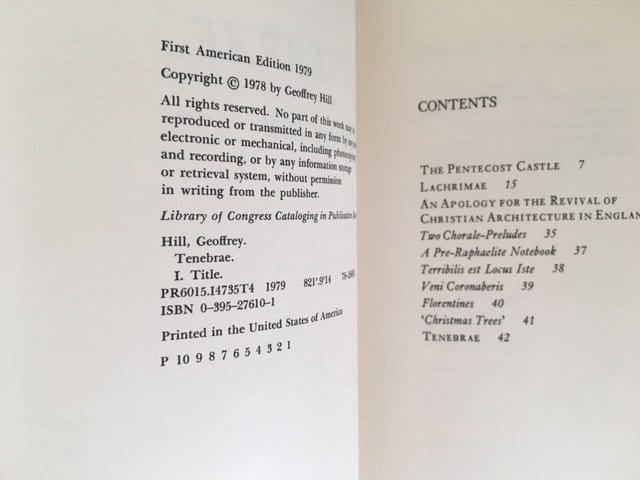 First American Edition 1979
Copyright © 1978 by Geoffrey Hill
All rights reserved. No part of this work may be
reproduced or transmitted in any form by any
electronic or mechanical, including photocopying
and recording, or by any information storage
or retrieval system, without permission
in writing from the publisher.
Library of Congress Cataloging in Publication
Hill, Geoffrey.
Tenebrae.
I. Title.
PR6015.I4735T4 1979 821'.9'14
ISBN 0-395-27610-1
Printed in the United States of America
P 10 9 8 7 6 5 4 3 2 1
CONTENTS
THE PENTECOST CASTLE 7
LACHRIMAE 15
AN APOLOGY FOR THE REVIVAL OF
CHRISTIAN ARCHITECTURE IN ENGLA
Two Chorale-Preludes 35
A Pre-Raphaelite Notebook 37
Terribilis est Locus Iste 38
Veni Coronaberis 39
Florentines 40
'Christmas Trees' 41
TENEBRAE 42